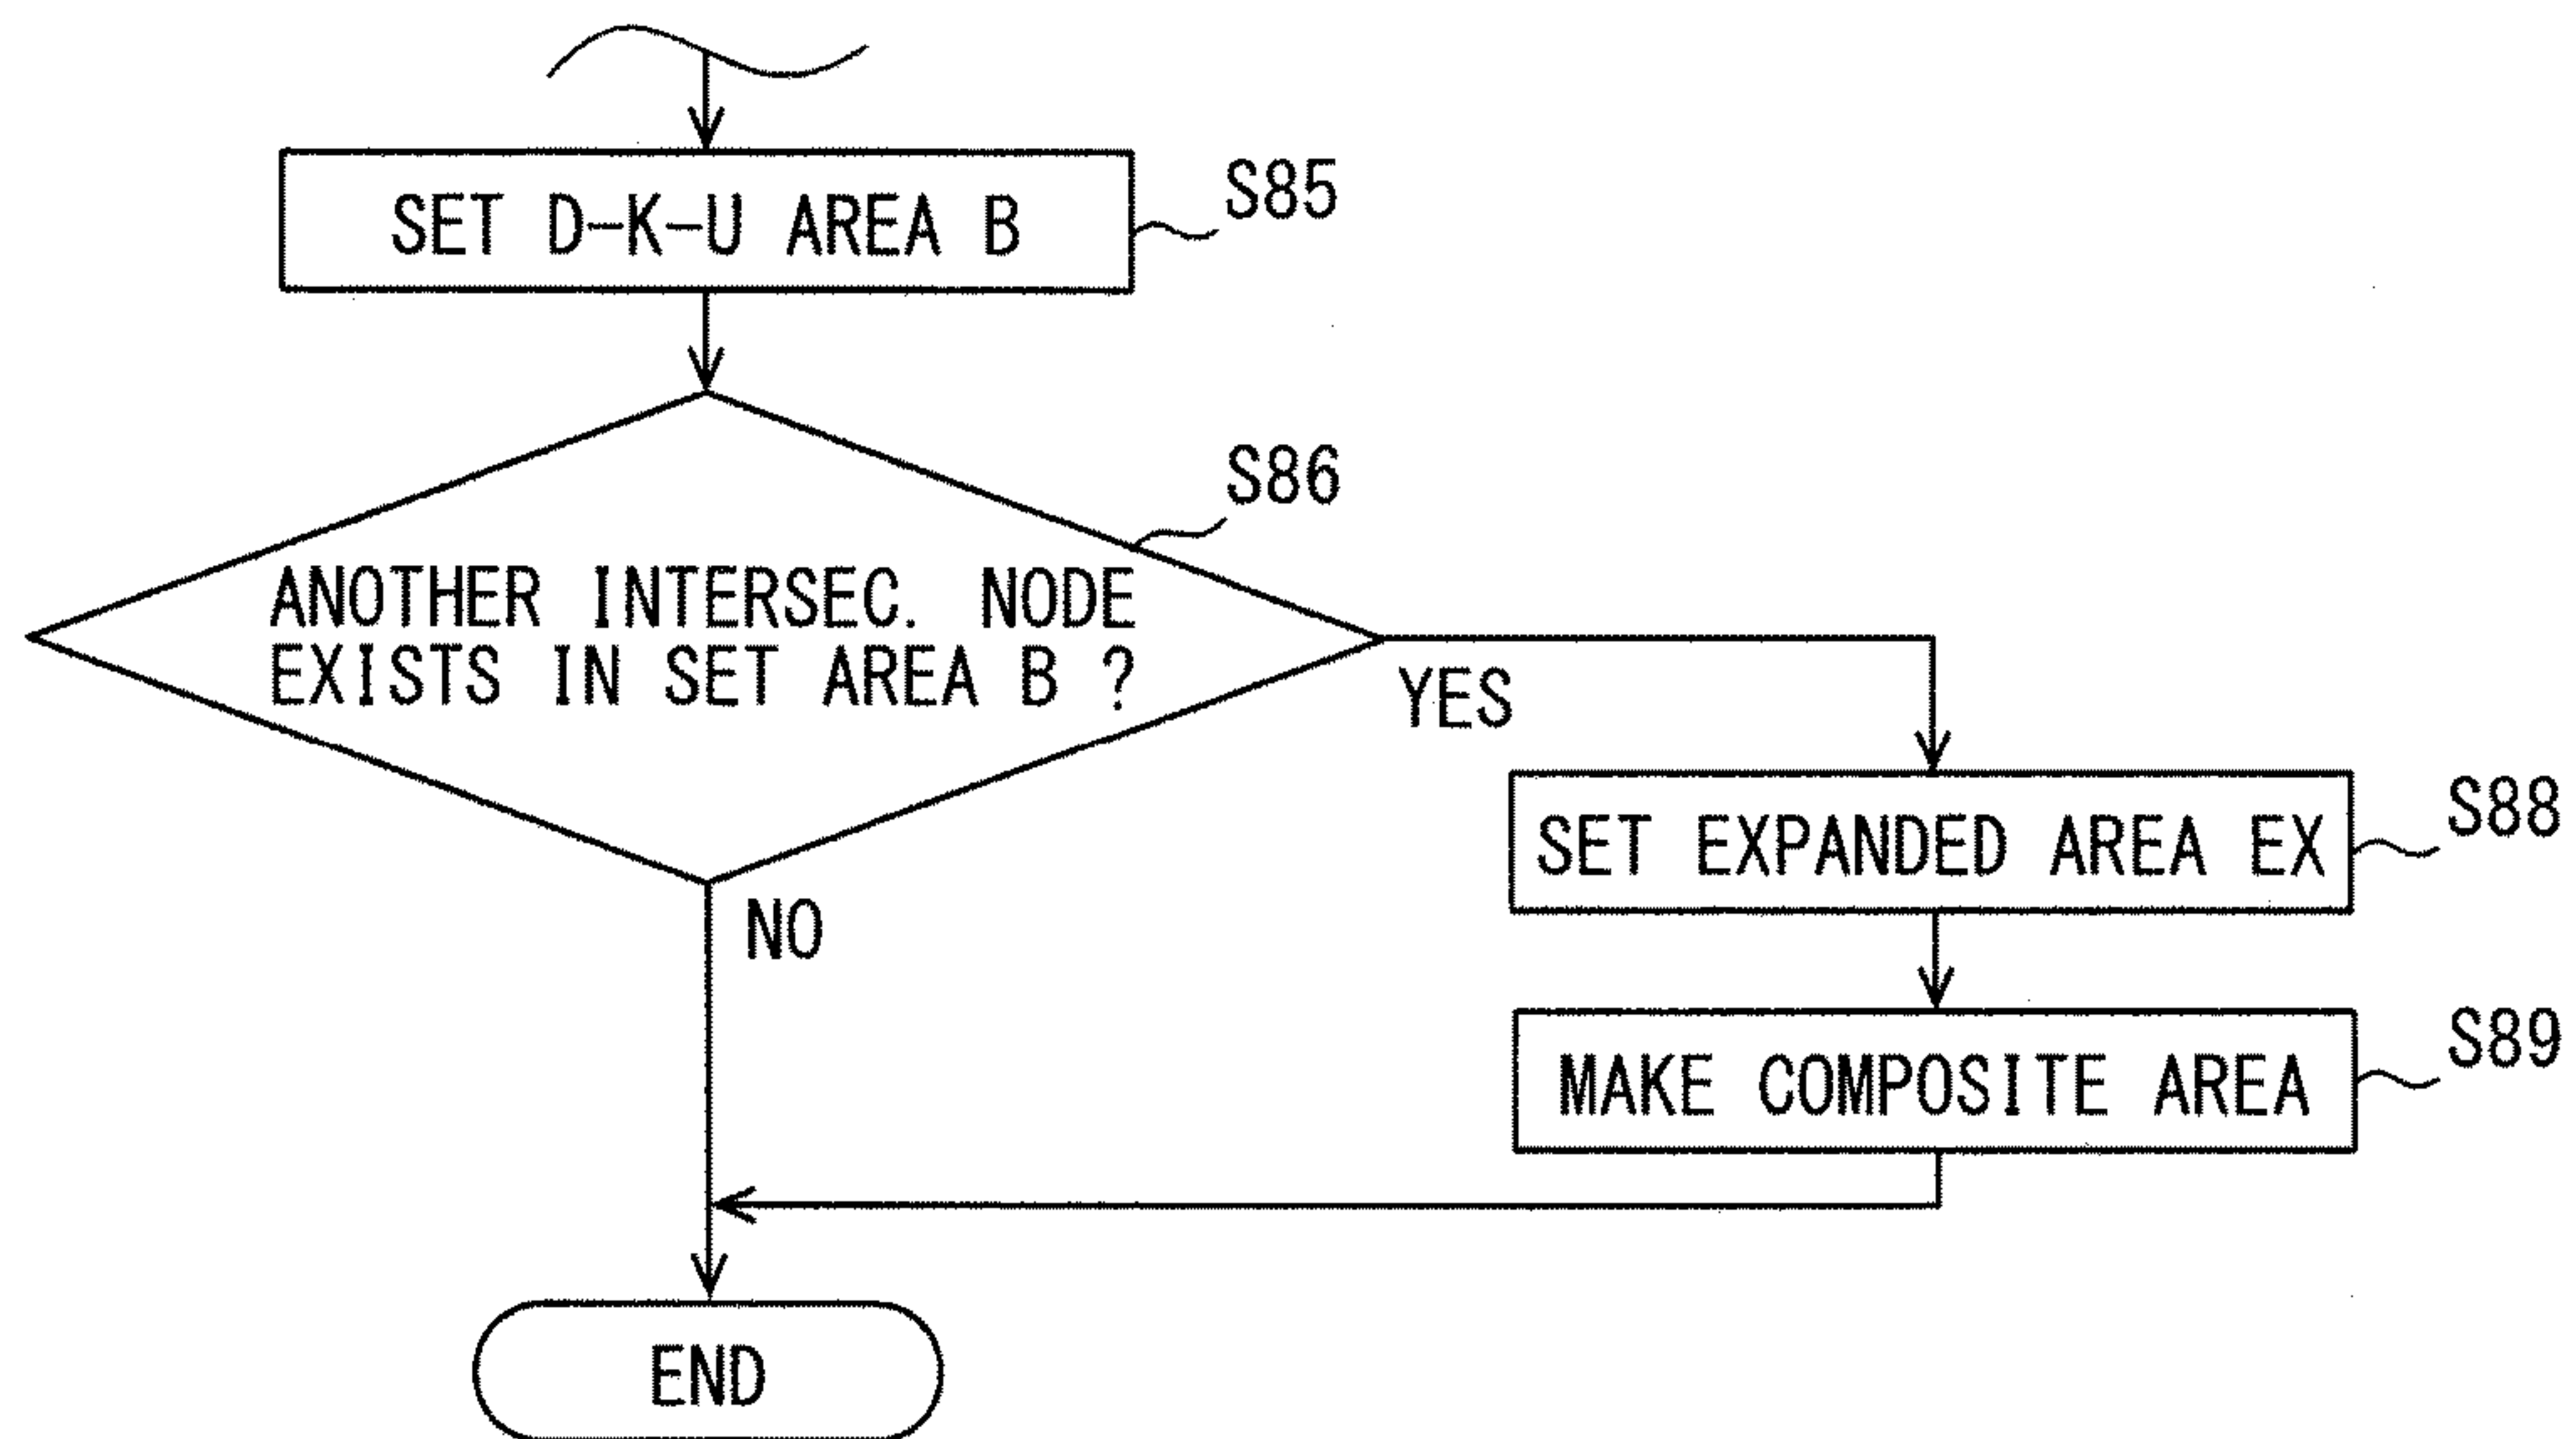 SET D-K-U AREA B
S85
S86
ANOTHER INTERSEC. NODE
EXISTS IN SET AREA B ?
YES
NO
SET EXPANDED AREA EX
S88
MAKE COMPOSITE AREA
S89
END